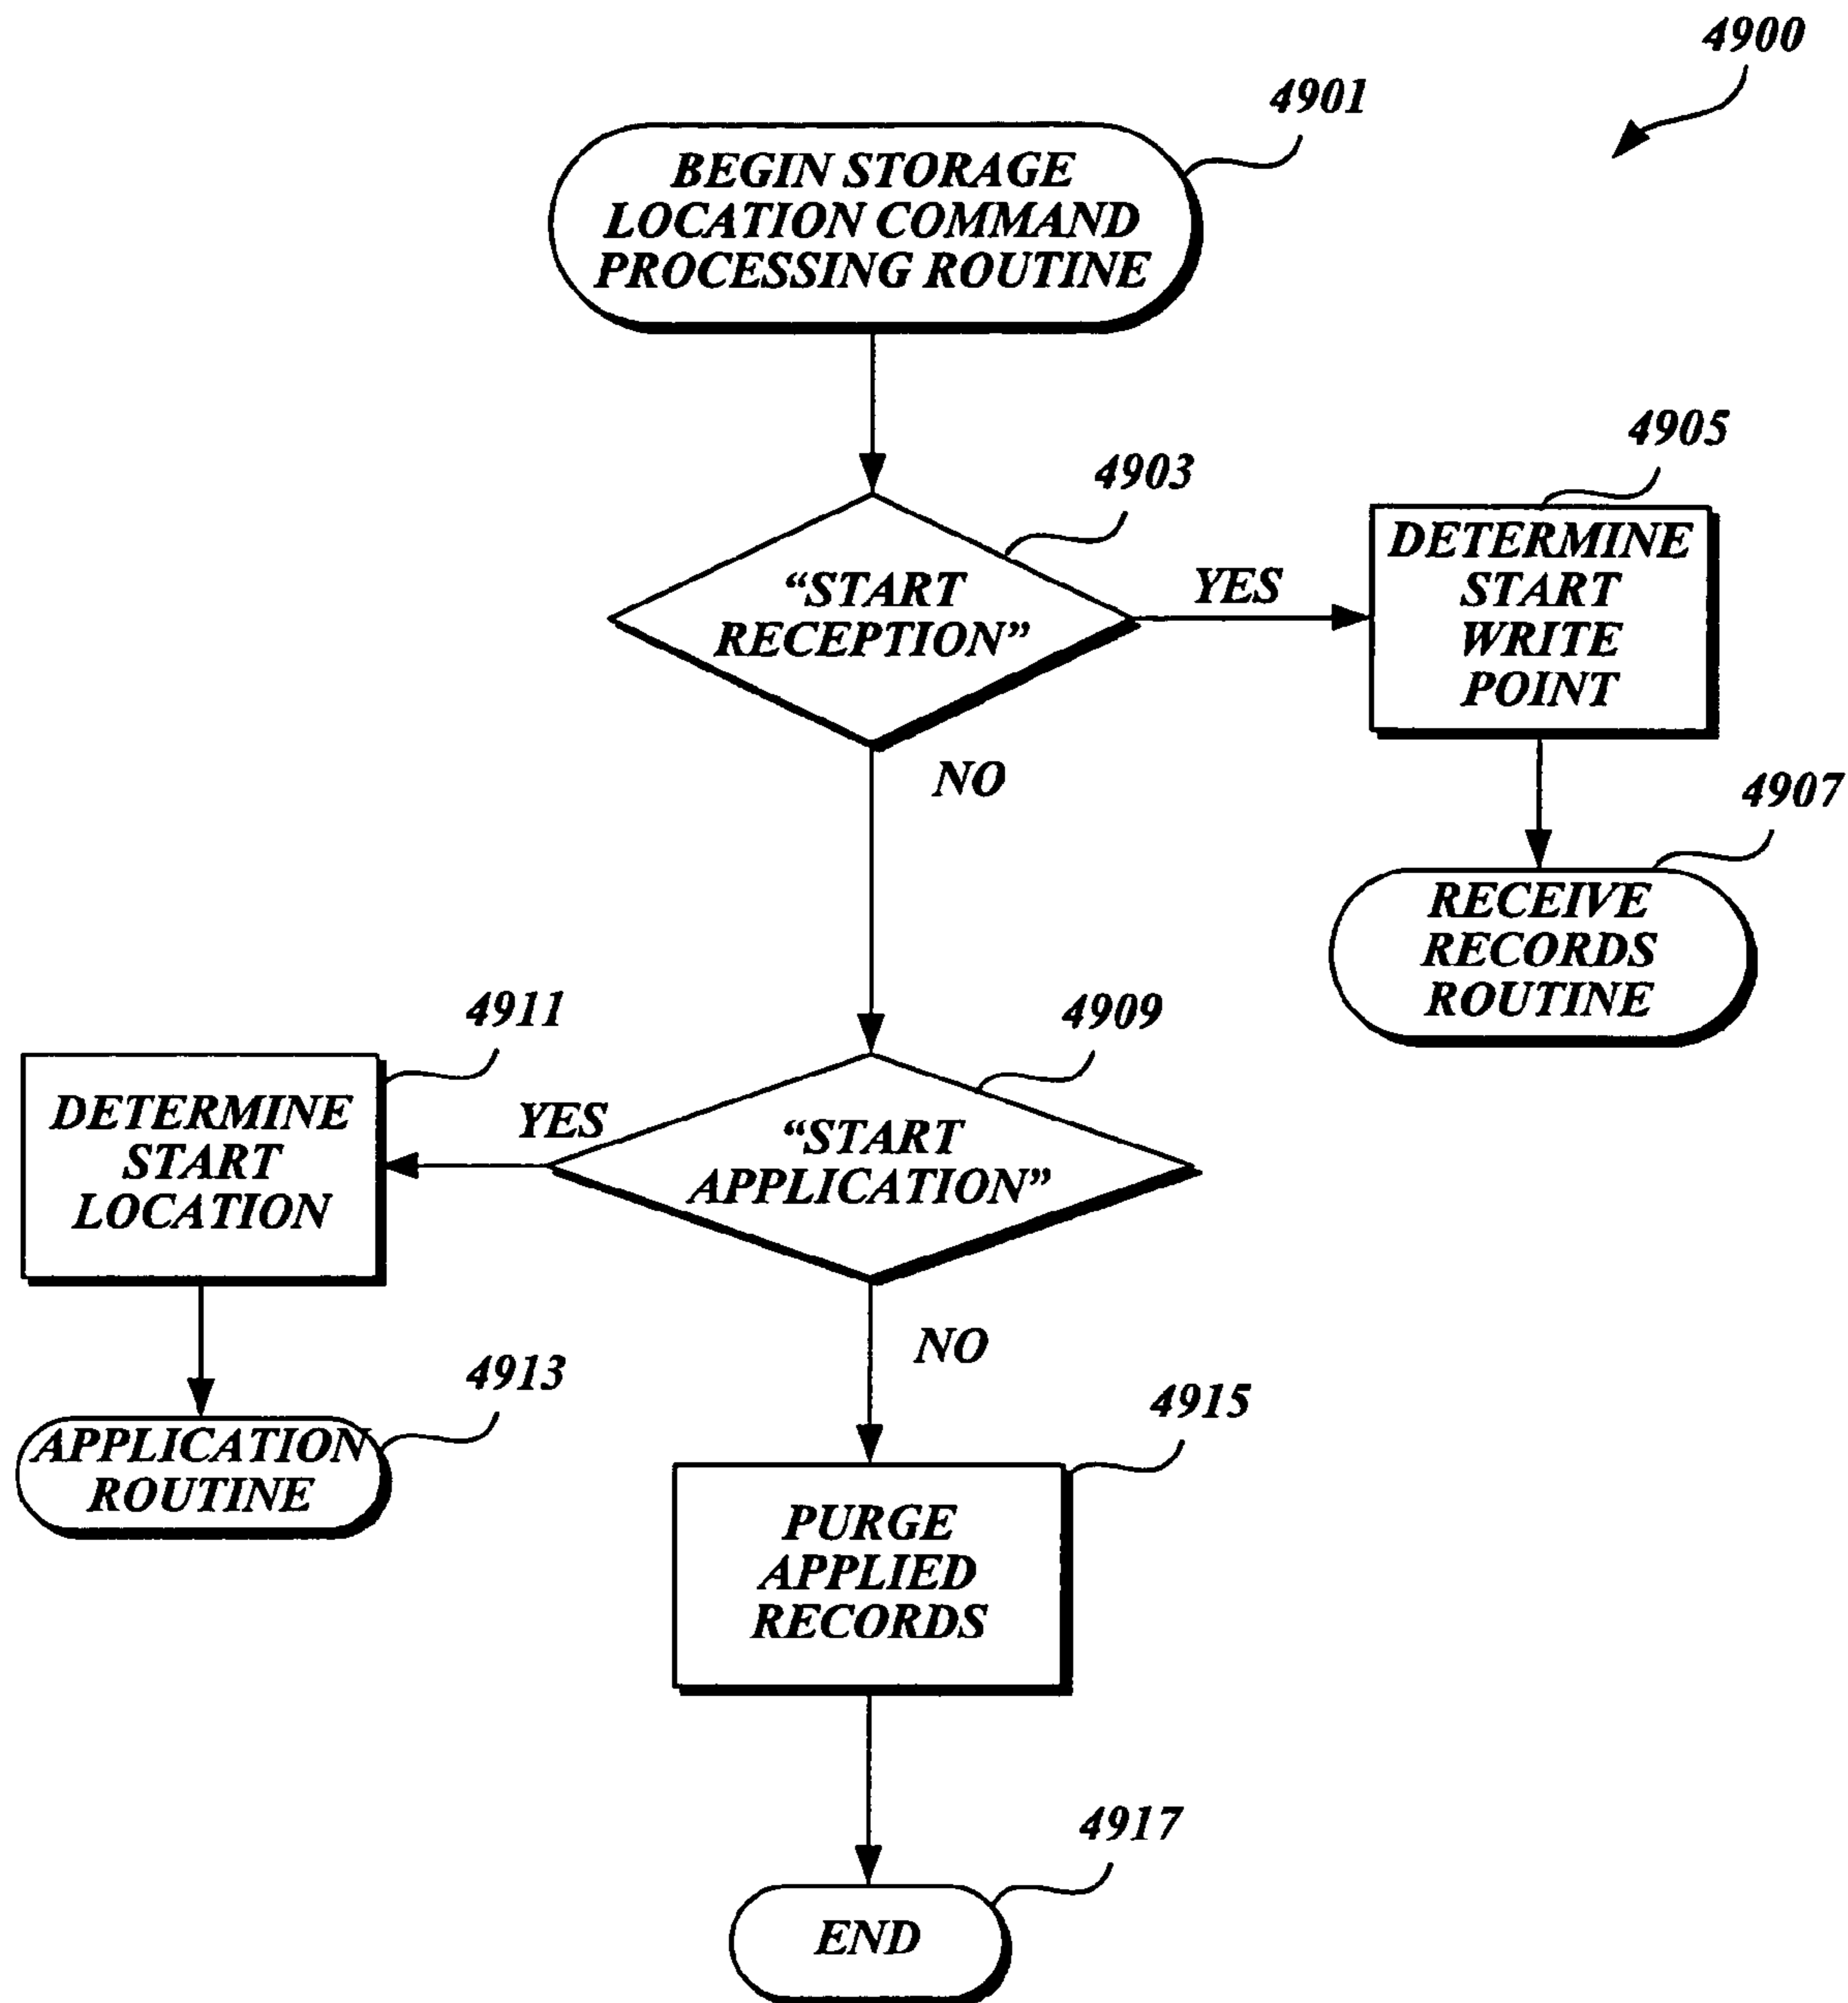 4900
4901
BEGIN STORAGE
LOCATION COMMAND
PROCESSING ROUTINE
4903
“START
RECEPTION”
YES
4905
DETERMINE
START
WRITE
POINT
NO
4907
RECEIVE
RECORDS
ROUTINE
4909
“START
APPLICATION”
YES
4911
DETERMINE
START
LOCATION
4913
APPLICATION
ROUTINE
NO
4915
PURGE
APPLIED
RECORDS
4917
END